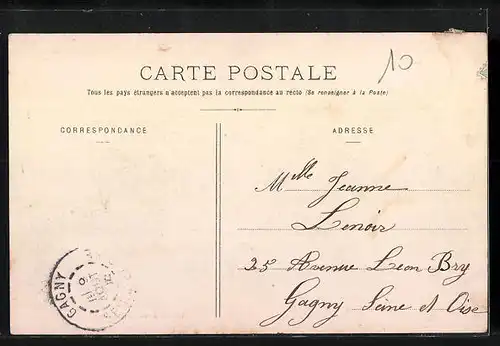 10
CARTE POSTALE
Tous les pays étrangers n'acceptent pas la correspondance au recto (Se renseigner à la Poste)
CORRESPONDANCE
ADRESSE
Mlle Jeanne
Lenoir
25 Avenue Léon Bry
Gagny Seine et Oise
GAGNY